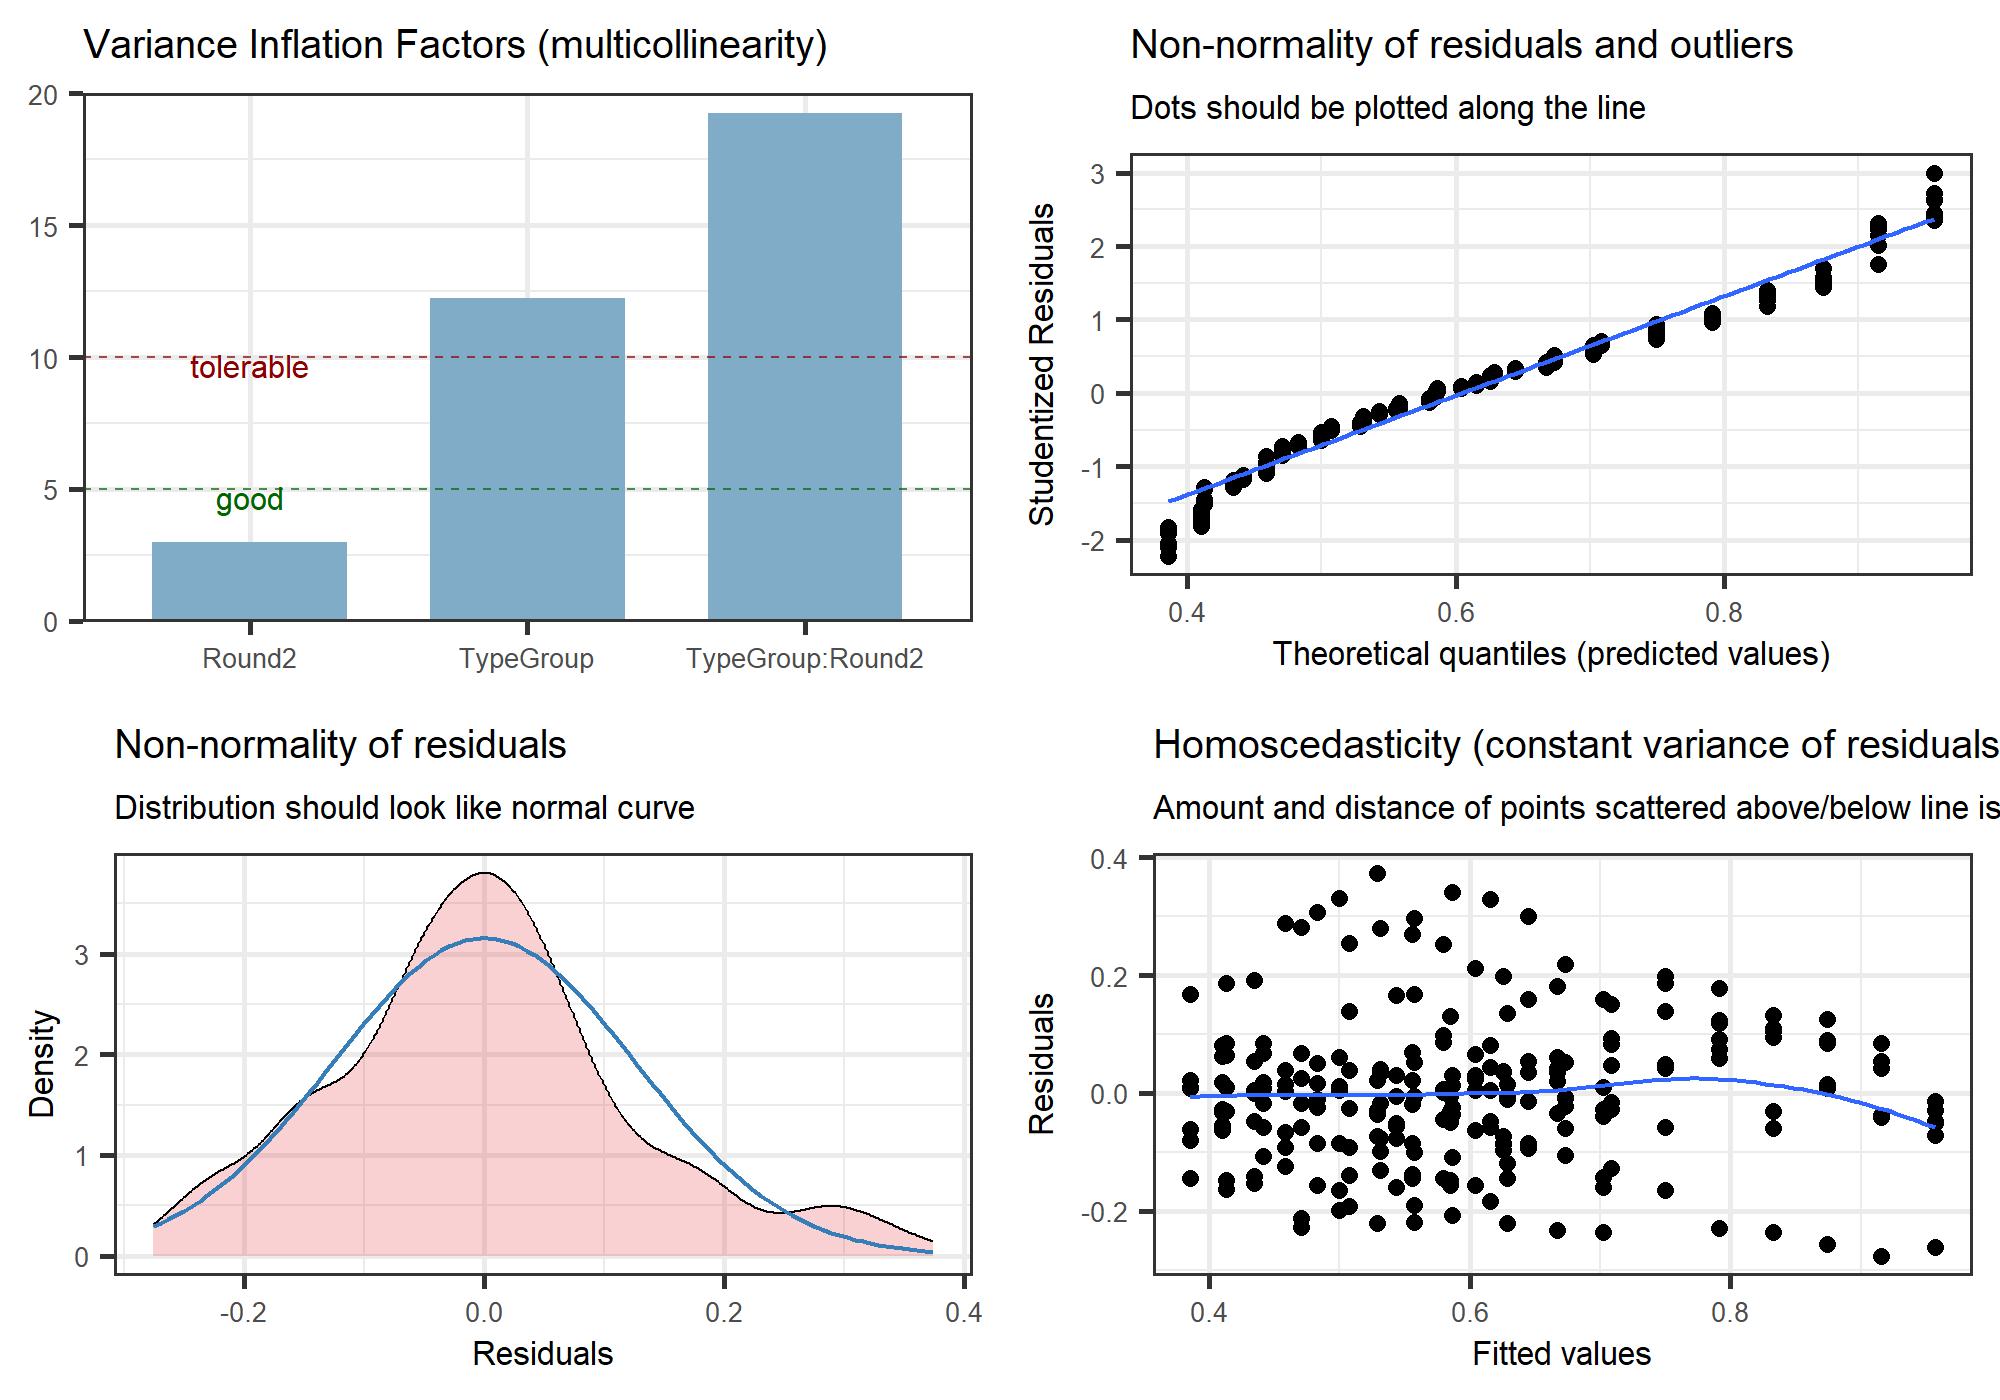 Variance Inflation Factors (multicollinearity)
20
15
10
5
0
tolerable
good
Round2 TypeGroup TypeGroup:Round2
Non-normality of residuals and outliers
Dots should be plotted along the line
Studentized Residuals
3
2
1
0
-1
-2
0.4 0.6 0.8
Theoretical quantiles (predicted values)
Non-normality of residuals
Distribution should look like normal curve
Density
3
2
1
0
-0.2 0.0 0.2 0.4
Residuals
Homoscedasticity (constant variance of residuals
Amount and distance of points scattered above/below line is
Residuals
0.4
0.2
0.0
-0.2
0.4 0.6 0.8
Fitted values